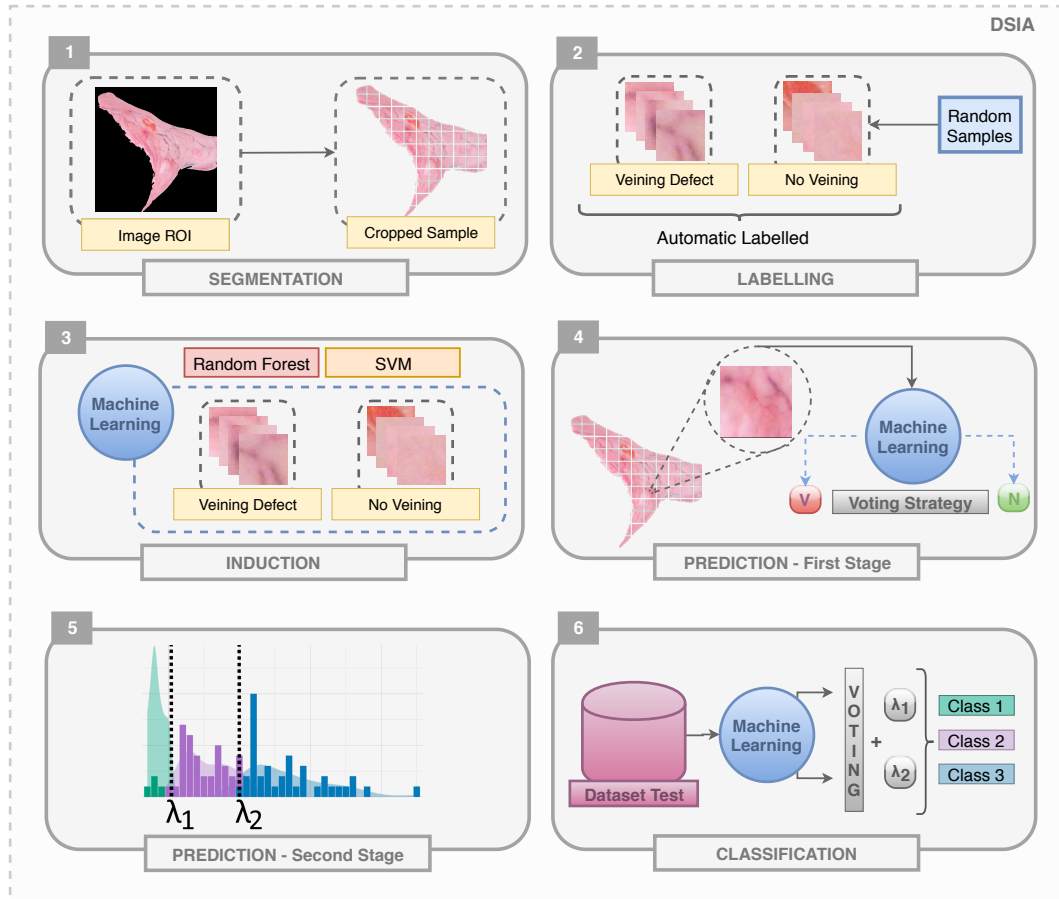 DSIA
1
Image ROI
Cropped Sample
SEGMENTATION
2
Random
Samples
Veining Defect
No Veining
Automatic Labelled
LABELLING
3
Random Forest
SVM
Machine
Learning
Veining Defect
No Veining
INDUCTION
4
Machine
Learning
V
Voting Strategy
N
PREDICTION - First Stage
5
λ1
λ2
PREDICTION - Second Stage
6
Dataset Test
Machine
Learning
VOTING
+
λ1
λ2
Class 1
Class 2
Class 3
CLASSIFICATION